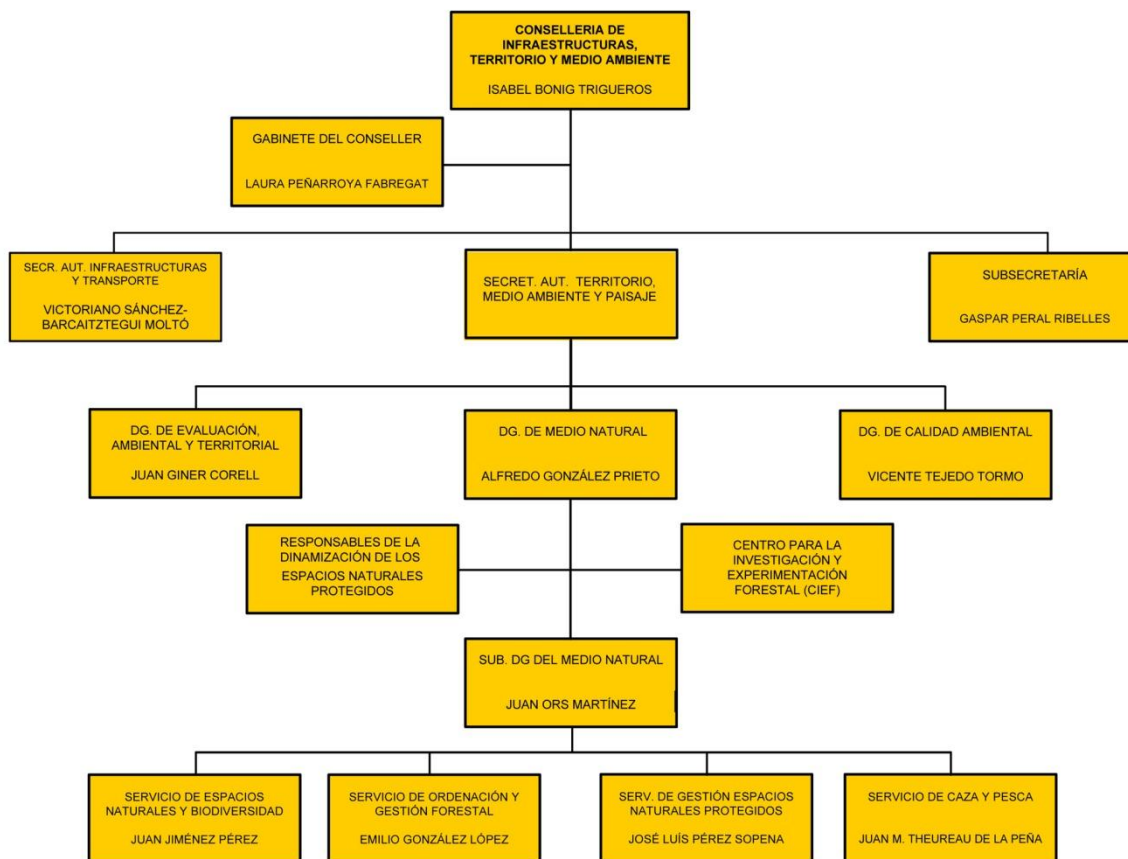 CONSELLERIA DE
INFRAESTRUCTURAS,
TERRITORIO Y MEDIO AMBIENTE
ISABEL BONIG TRIGUEROS
GABINETE DEL CONSELLER
LAURA PEÑARROYA FABREGAT
SECR. AUT. INFRAESTRUCTURAS
Y TRANSPORTE
VICTORIANO SÁNCHEZ-
BARCAITZTEGUI MOLTÓ
SECRET. AUT. TERRITORIO,
MEDIO AMBIENTE Y PAISAJE
SUBSECRETARÍA
GASPAR PERAL RIBELLES
DG. DE EVALUACIÓN,
AMBIENTAL Y TERRITORIAL
JUAN GINER CORELL
DG. DE MEDIO NATURAL
ALFREDO GONZÁLEZ PRIETO
DG. DE CALIDAD AMBIENTAL
VICENTE TEJEDO TORMO
RESPONSABLES DE LA
DINAMIZACIÓN DE LOS
ESPACIOS NATURALES
PROTEGIDOS
CENTRO PARA LA
INVESTIGACIÓN Y
EXPERIMENTACIÓN
FORESTAL (CIEF)
SUB. DG DEL MEDIO NATURAL
JUAN ORS MARTÍNEZ
SERVICIO DE ESPACIOS
NATURALES Y BIODIVERSIDAD
JUAN JIMÉNEZ PÉREZ
SERVICIO DE ORDENACIÓN Y
GESTIÓN FORESTAL
EMILIO GONZÁLEZ LÓPEZ
SERV. DE GESTIÓN ESPACIOS
NATURALES PROTEGIDOS
JOSÉ LUÍS PÉREZ SOPENA
SERVICIO DE CAZA Y PESCA
JUAN M. THEUREAU DE LA PEÑA